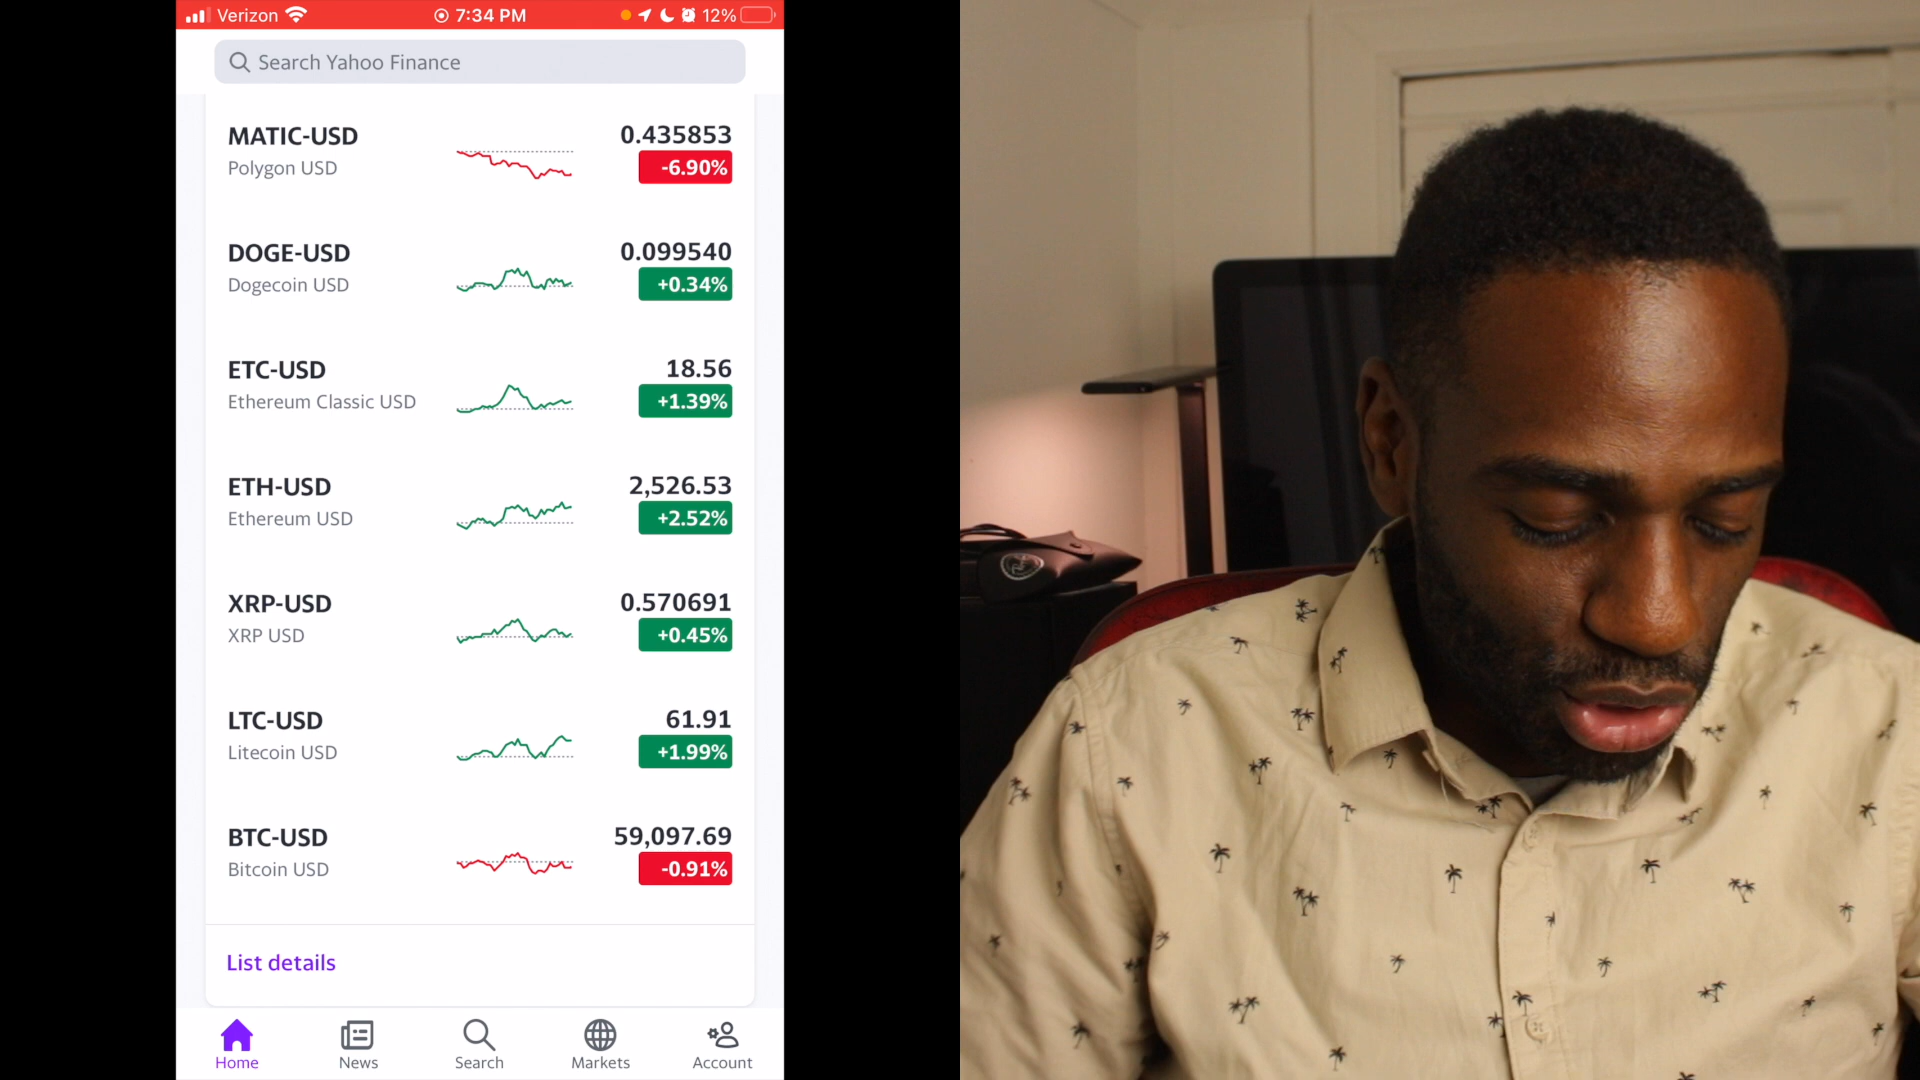 Verizon 7:34 PM 12%
Search Yahoo Finance
MATIC-USD 0.435853
Polygon USD -6.90%
DOGE-USD 0.099540
Dogecoin USD +0.34%
ETC-USD 18.56
Ethereum Classic USD +1.39%
ETH-USD 2,526.53
Ethereum USD +2.52%
XRP-USD 0.570691
XRP USD +0.45%
LTC-USD 61.91
Litecoin USD +1.99%
BTC-USD 59,097.69
Bitcoin USD -0.91%
List details
Home News Search Markets Account